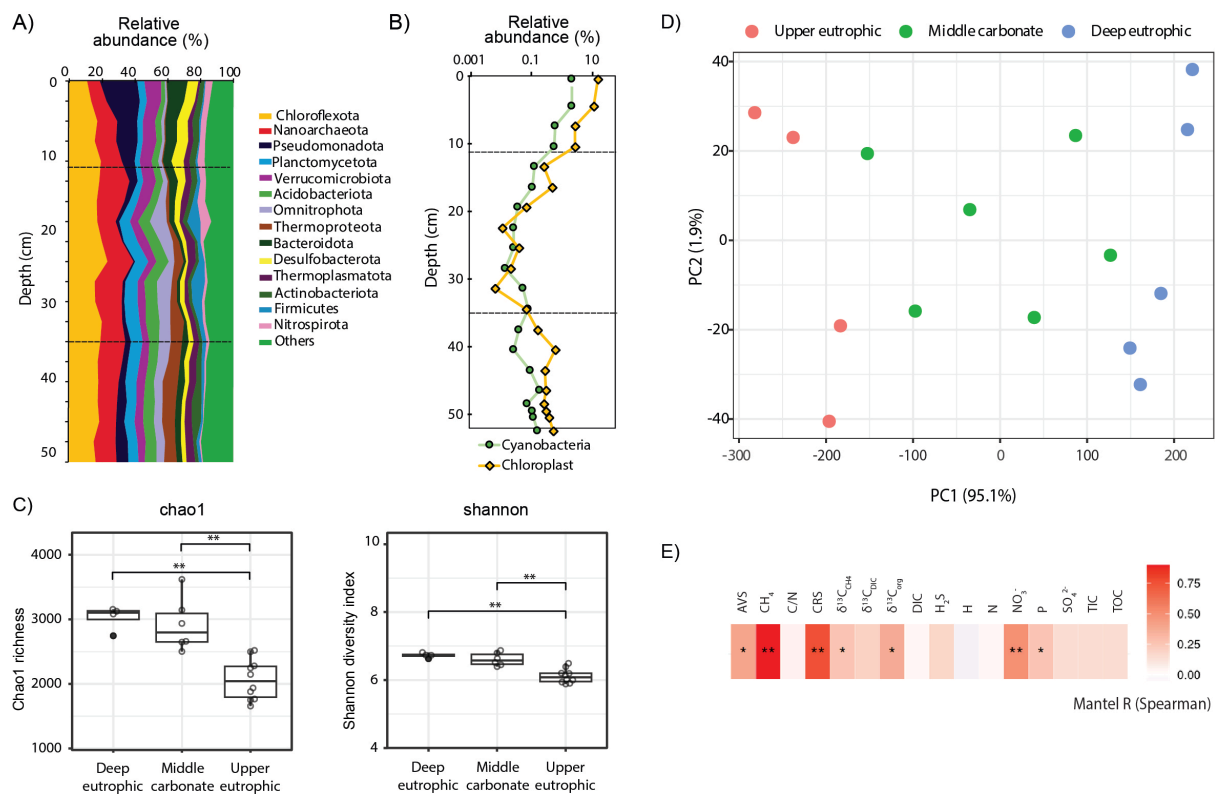 A)
Relative
abundance (%)
0 20 40 60 80 100
0
10
20
30
40
50
Depth (cm)
Chloroflexota
Nanoarchaeota
Pseudomonadota
Planctomycetota
Verrucomicrobiota
Acidobacteriota
Omnitrophota
Thermoproteota
Bacteroidota
Desulfobacterota
Thermoplasmatota
Actinobacteriota
Firmicutes
Nitrospirota
Others
B)
Relative
abundance (%)
0.001 0.1 10
0
10
20
30
40
50
Depth (cm)
Cyanobacteria
Chloroplast
D)
Upper eutrophic Middle carbonate Deep eutrophic
40
20
0
-20
-40
PC2 (1.9%)
-300 -200 -100 0 100 200
PC1 (95.1%)
C)
chao1
4000
3000
2000
1000
Chao1 richness
**
**
Deep
eutrophic
Middle
carbonate
Upper
eutrophic
shannon
10
8
6
4
Shannon diversity index
**
**
Deep
eutrophic
Middle
carbonate
Upper
eutrophic
E)
AVS CH₄ C/N CRS δ¹³C_CH4 δ¹³C_DIC δ¹³C_org DIC H₂S H N NO₃⁻ P SO₄²⁻ TIC TOC
* ** ** * * ** *
0.75
0.50
0.25
0.00
Mantel R (Spearman)